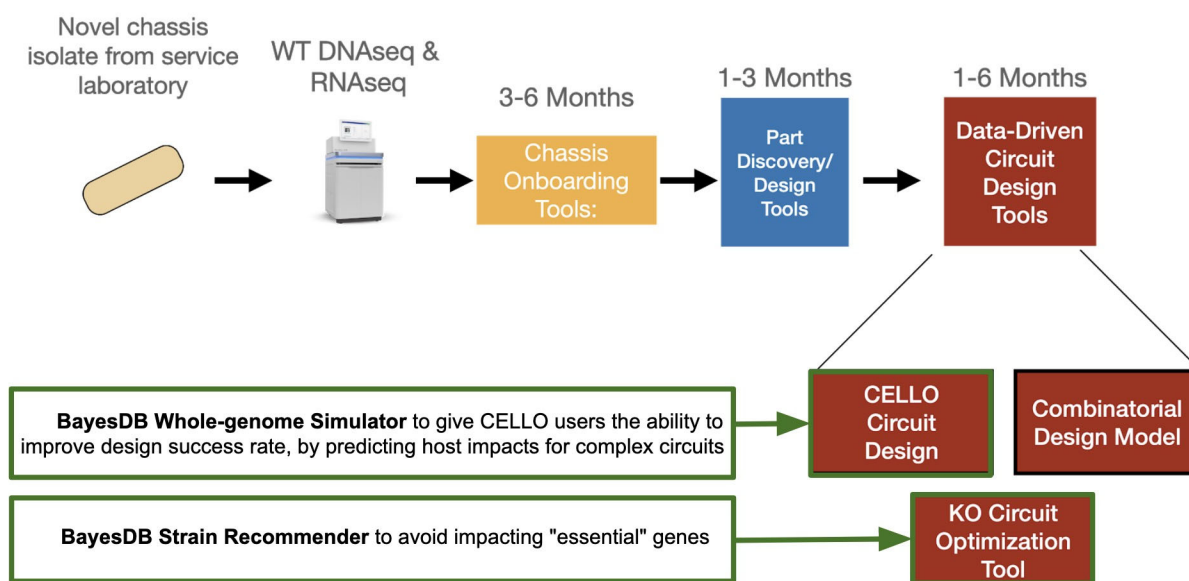 Novel chassis
isolate from service
laboratory
WT DNAseq &
RNAseq
3-6 Months
Chassis
Onboarding
Tools:
1-3 Months
Part
Discovery/
Design
Tools
1-6 Months
Data-Driven
Circuit
Design
Tools
BayesDB Whole-genome Simulator to give CELLO users the ability to
improve design success rate, by predicting host impacts for complex circuits
CELLO
Circuit
Design
Combinatorial
Design Model
BayesDB Strain Recommender to avoid impacting "essential" genes
KO Circuit
Optimization
Tool